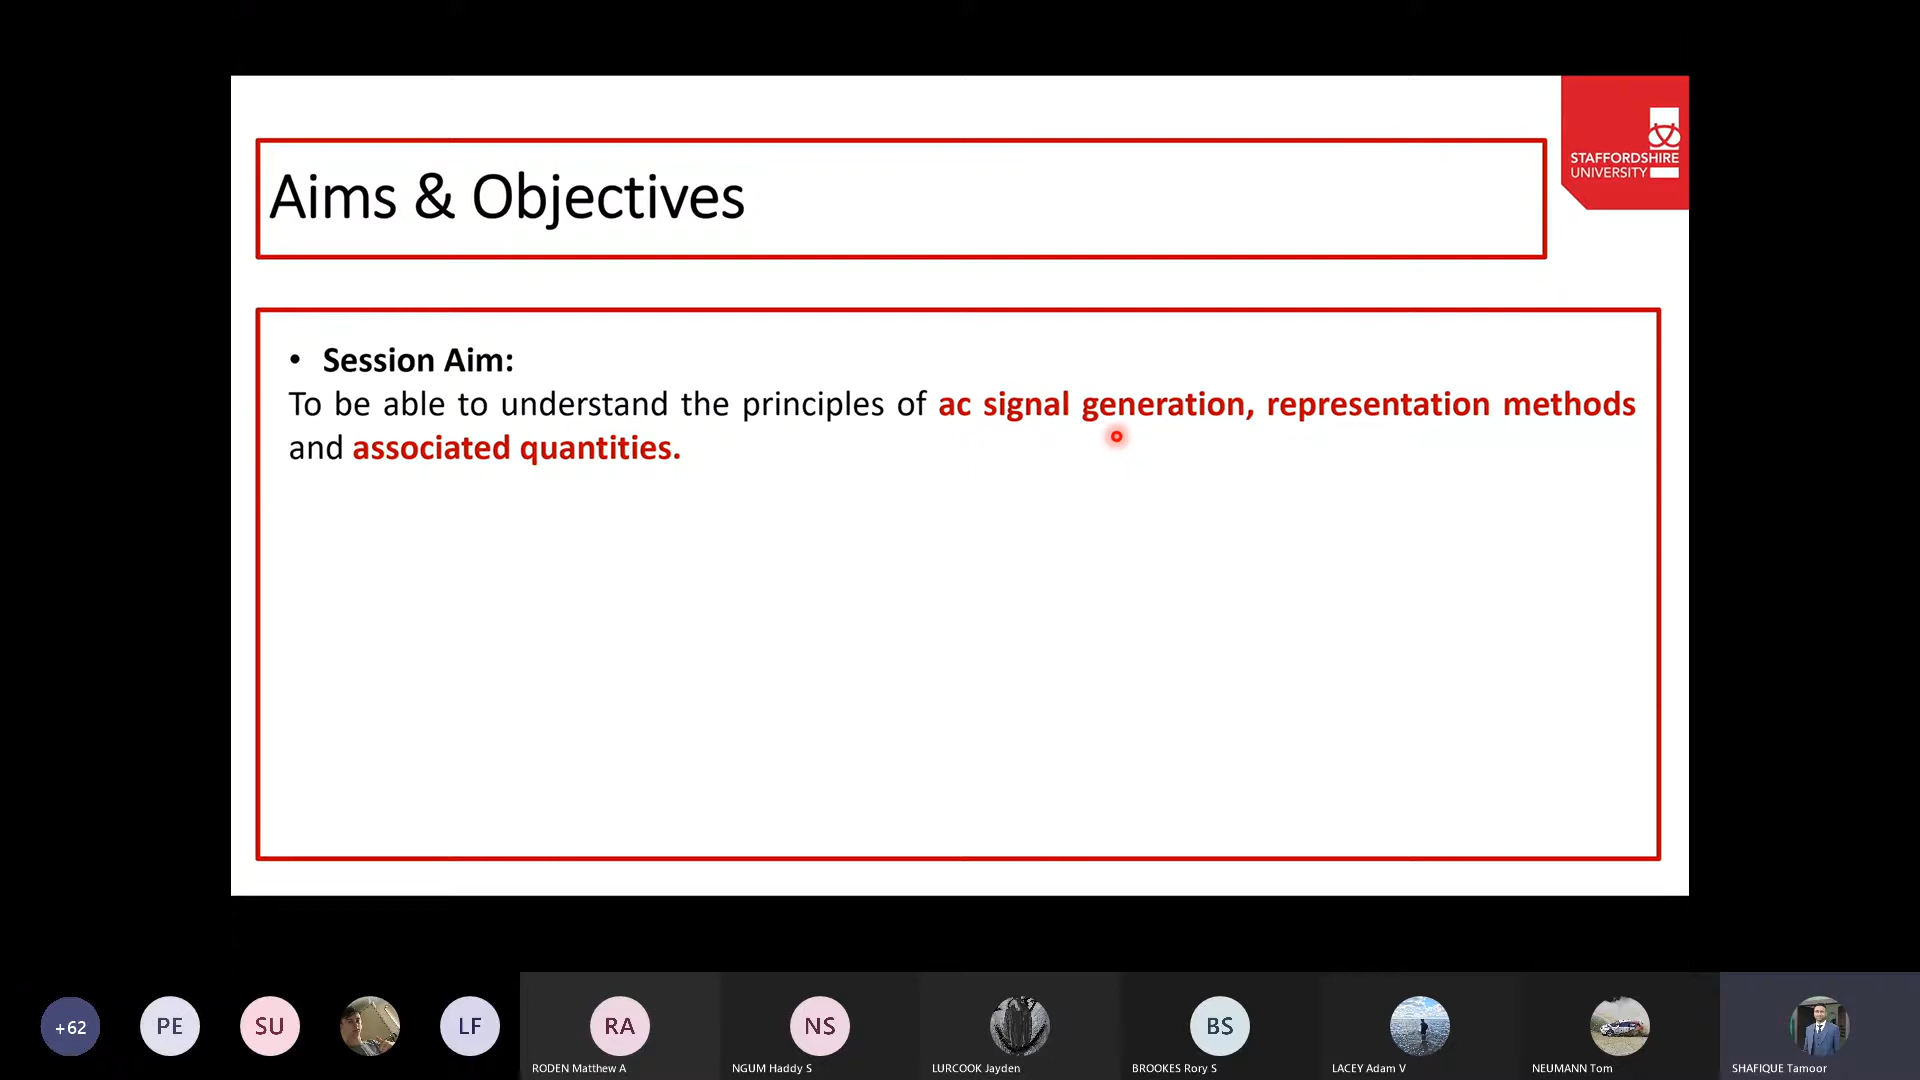 STAFFORDSHIRE
UNIVERSITY
Aims & Objectives
• Session Aim:
To be able to understand the principles of ac signal generation, representation methods
and associated quantities.
+62
PE
SU
LF
RA
NS
BS
RODEN Matthew A
NGUM Haddy S
LURCOOK Jayden
BROOKES Rory S
LACEY Adam V
NEUMANN Tom
SHAFIQUE Tamoor